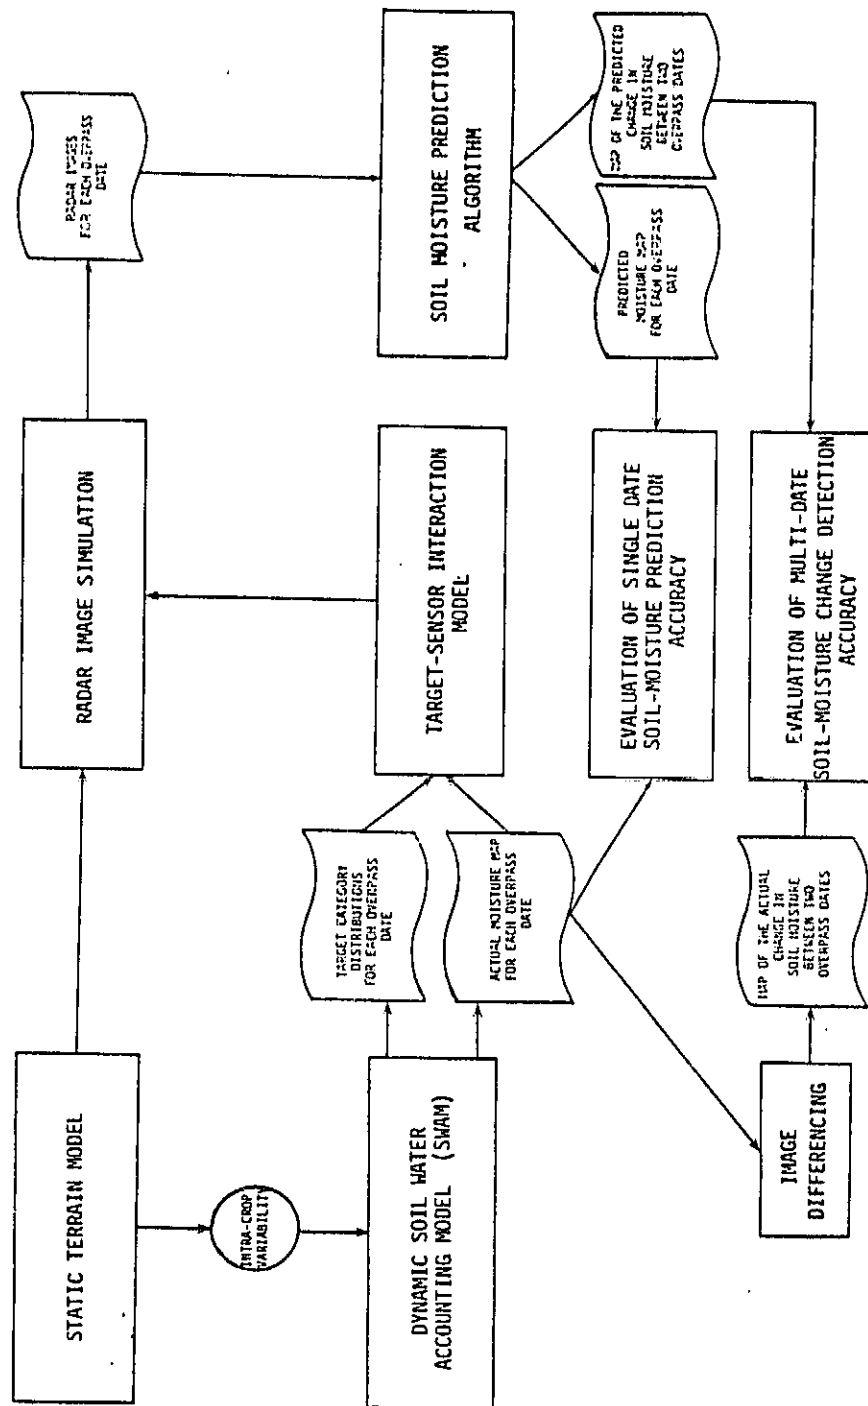 STATIC TERRAIN MODEL
RADAR IMAGE SIMULATION
RADAR IMAGES
FOR EACH OVERPASS
DATE
INTRA-CROP
VARIABILITY
DYNAMIC SOIL WATER
ACCOUNTING MODEL (SWAM)
TARGET CATEGORY
DISTRIBUTIONS
FOR EACH OVERPASS
DATE
ACTUAL MOISTURE MAP
FOR EACH OVERPASS
DATE
TARGET-SENSOR INTERACTION
MODEL
SOIL MOISTURE PREDICTION
ALGORITHM
PREDICTED
MOISTURE MAP
FOR EACH OVERPASS
DATE
MAP OF THE PREDICTED
CHANGE IN
SOIL MOISTURE
BETWEEN TWO
OVERPASS DATES
EVALUATION OF SINGLE DATE
SOIL-MOISTURE PREDICTION
ACCURACY
IMAGE
DIFFERENCING
MAP OF THE ACTUAL
CHANGE IN
SOIL MOISTURE
BETWEEN TWO
OVERPASS DATES
EVALUATION OF MULTI-DATE
SOIL-MOISTURE CHANGE DETECTION
ACCURACY